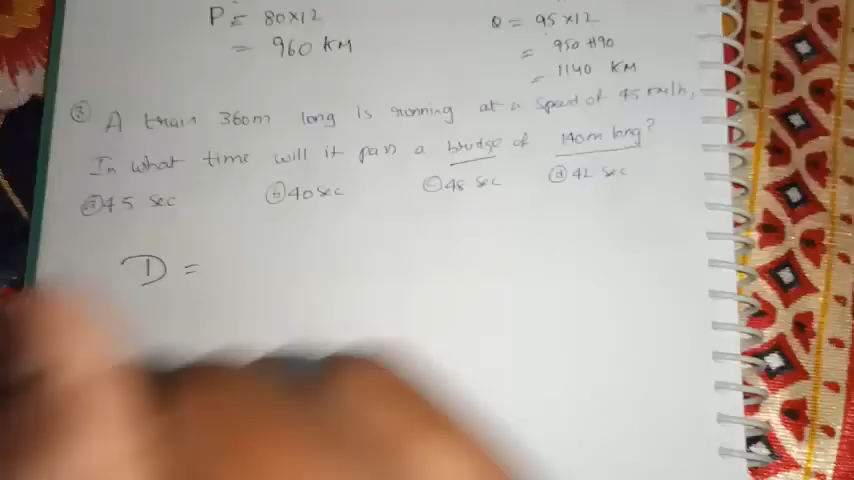 P = 80×12
= 960 KM
Q = 95×12
= 950+190
= 1140 KM
③ A train 360m long is running at a speed of 45 km/h,
In what time will it pass a bridge of 140m long?
ⓐ 45 sec ⓑ 40 sec ⓒ 48 sec ⓓ 42 sec
D =